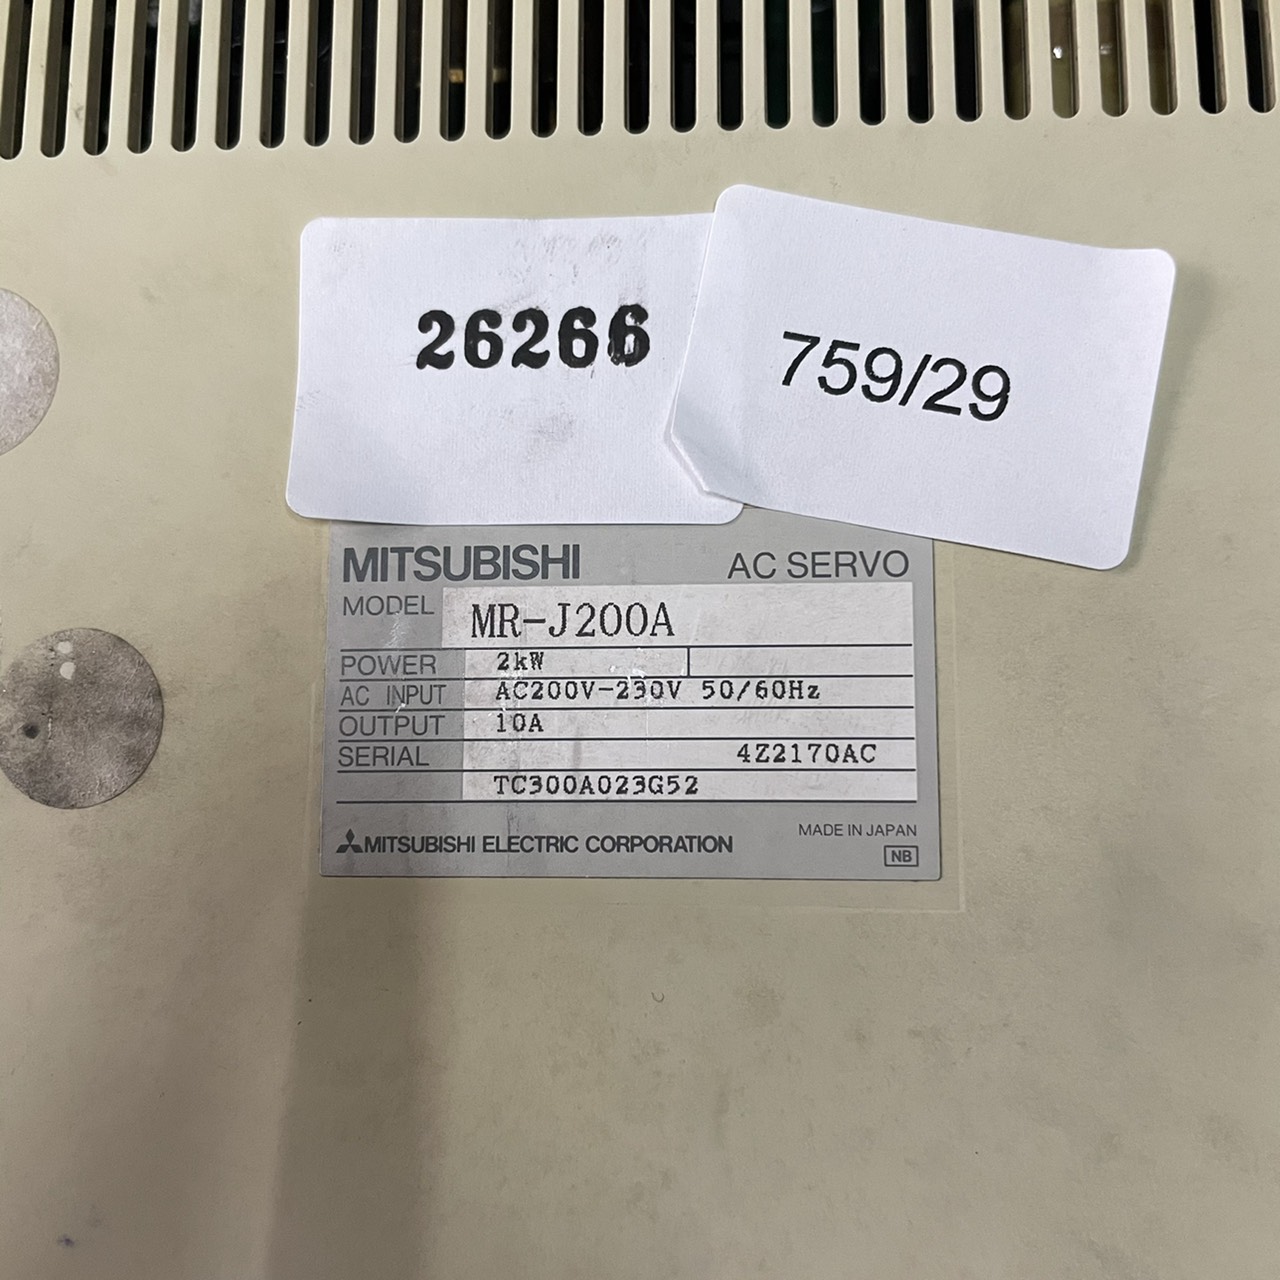 26266
759/29
MITSUBISHI AC SERVO
MODEL MR-J200A
POWER 2kW
AC INPUT AC200V-230V 50/60Hz
OUTPUT 10A
SERIAL 4Z2170AC
TC300A023G52
MITSUBISHI ELECTRIC CORPORATION
MADE IN JAPAN
NB